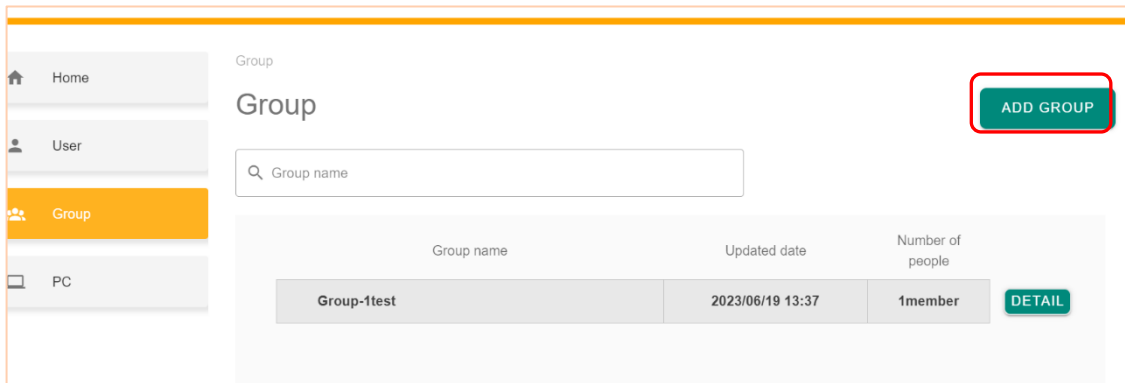 Home
User
Group
PC
Group
Group
ADD GROUP
Group name
Group name
Updated date
Number of
people
Group-1test
2023/06/19 13:37
1member
DETAIL